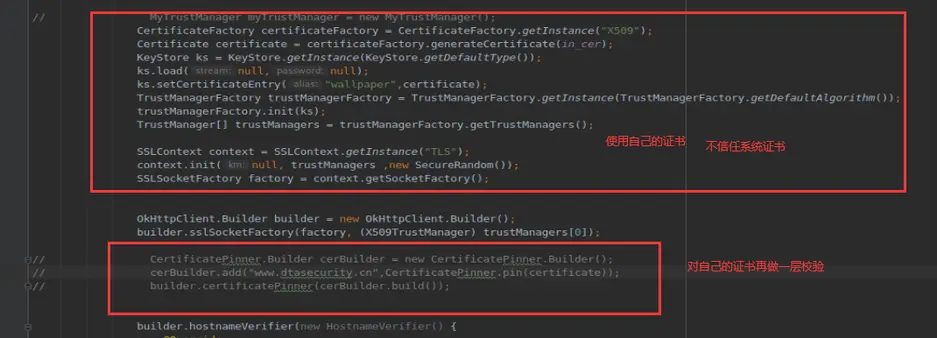 // MyTrustManager myTrustManager = new MyTrustManager();
CertificateFactory certificateFactory = CertificateFactory.getInstance("X509");
Certificate certificate = certificateFactory.generateCertificate(in_cer);
KeyStore ks = KeyStore.getInstance(KeyStore.getDefaultType());
ks.load( stream: null, password: null);
ks.setCertificateEntry( alias: "wallpaper",certificate);
TrustManagerFactory trustManagerFactory = TrustManagerFactory.getInstance(TrustManagerFactory.getDefaultAlgorithm());
trustManagerFactory.init(ks);
TrustManager[] trustManagers = trustManagerFactory.getTrustManagers();
使用自己的证书 不信任系统证书
SSLContext context = SSLContext.getInstance("TLS");
context.init( km: null, trustManagers ,new SecureRandom());
SSLSocketFactory factory = context.getSocketFactory();
OkHttpClient.Builder builder = new OkHttpClient.Builder();
builder.sslSocketFactory(factory, (X509TrustManager) trustManagers[0]);
// CertificatePinner.Builder cerBuilder = new CertificatePinner.Builder();
// cerBuilder.add("www.dtasecurity.cn",CertificatePinner.pin(certificate));
对自己的证书再做一层校验
// builder.certificatePinner(cerBuilder.build());
builder.hostnameVerifier(new HostnameVerifier() {